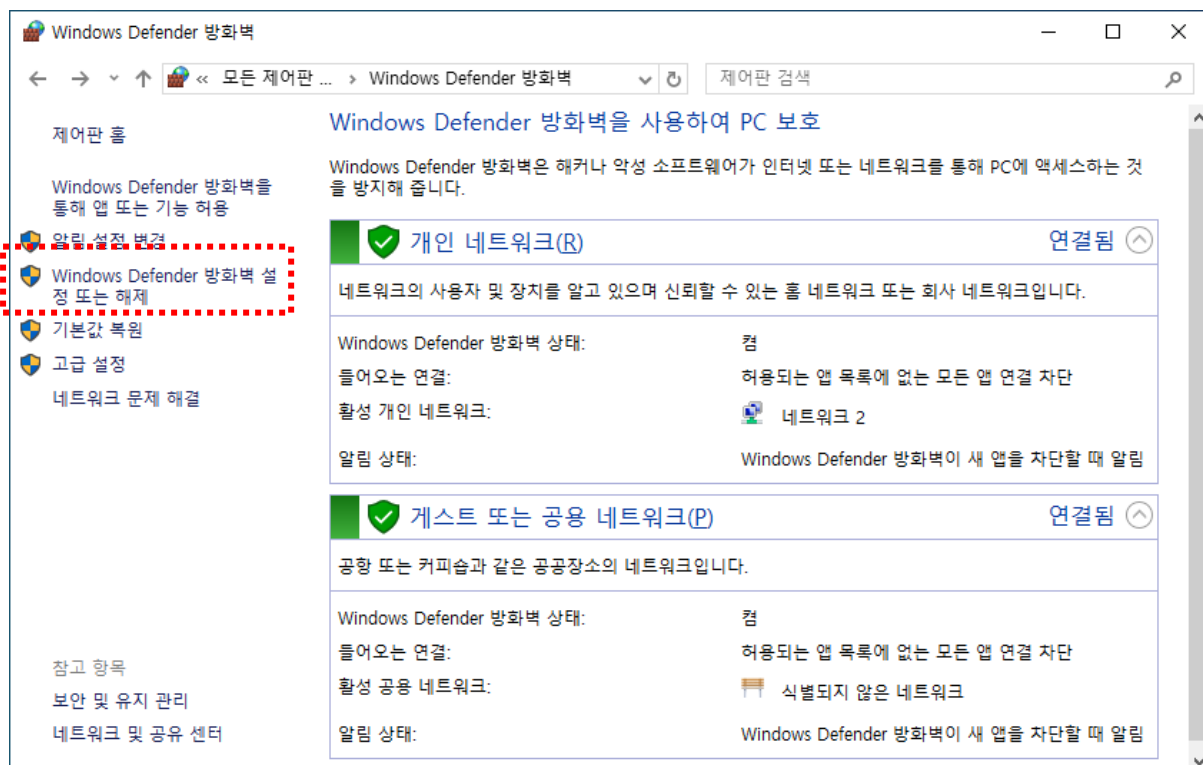 Windows Defender 방화벽
« 모든 제어판 ... › Windows Defender 방화벽
제어판 검색
제어판 홈
Windows Defender 방화벽을
통해 앱 또는 기능 허용
알림 설정 변경
Windows Defender 방화벽 설
정 또는 해제
기본값 복원
고급 설정
네트워크 문제 해결
참고 항목
보안 및 유지 관리
네트워크 및 공유 센터
Windows Defender 방화벽을 사용하여 PC 보호
Windows Defender 방화벽은 해커나 악성 소프트웨어가 인터넷 또는 네트워크를 통해 PC에 액세스하는 것
을 방지해 줍니다.
개인 네트워크(R) 연결됨
네트워크의 사용자 및 장치를 알고 있으며 신뢰할 수 있는 홈 네트워크 또는 회사 네트워크입니다.
Windows Defender 방화벽 상태: 켬
들어오는 연결: 허용되는 앱 목록에 없는 모든 앱 연결 차단
활성 개인 네트워크: 네트워크 2
알림 상태: Windows Defender 방화벽이 새 앱을 차단할 때 알림
게스트 또는 공용 네트워크(P) 연결됨
공항 또는 커피숍과 같은 공공장소의 네트워크입니다.
Windows Defender 방화벽 상태: 켬
들어오는 연결: 허용되는 앱 목록에 없는 모든 앱 연결 차단
활성 공용 네트워크: 식별되지 않은 네트워크
알림 상태: Windows Defender 방화벽이 새 앱을 차단할 때 알림